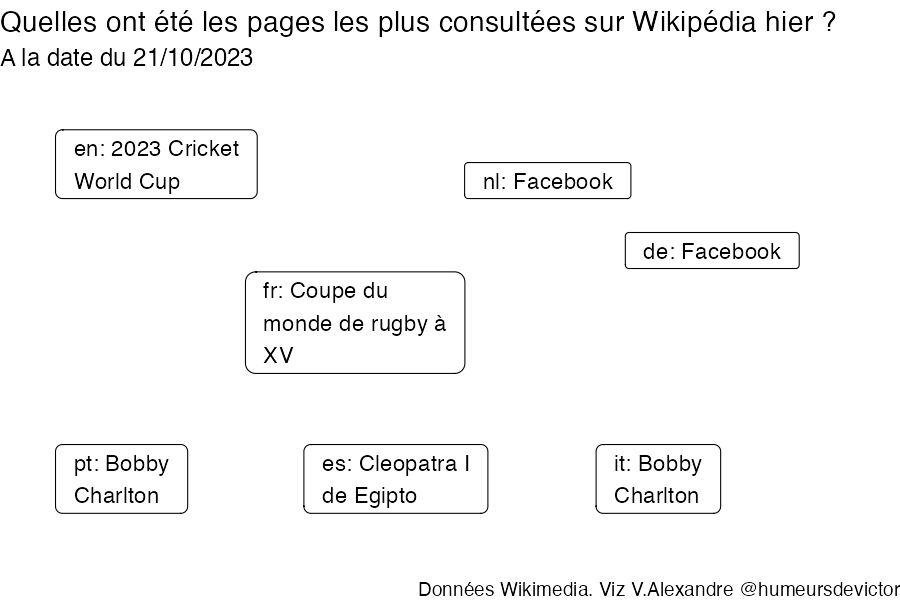 Quelles ont été les pages les plus consultées sur Wikipédia hier ?
A la date du 21/10/2023
en: 2023 Cricket
World Cup
nl: Facebook
de: Facebook
fr: Coupe du
monde de rugby à
XV
pt: Bobby
Charlton
es: Cleopatra I
de Egipto
it: Bobby
Charlton
Données Wikimedia. Viz V.Alexandre @humeursdevictor